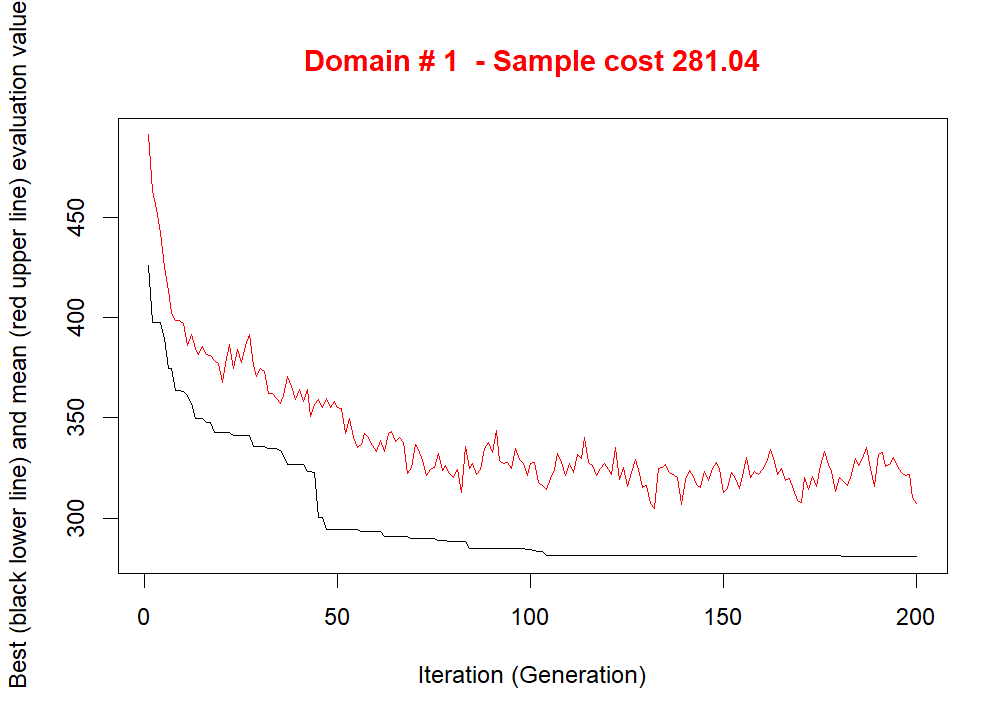 Domain # 1  - Sample cost 281.04
Best (black lower line) and mean (red upper line) evaluation value
450
400
350
300
0 50 100 150 200
Iteration (Generation)